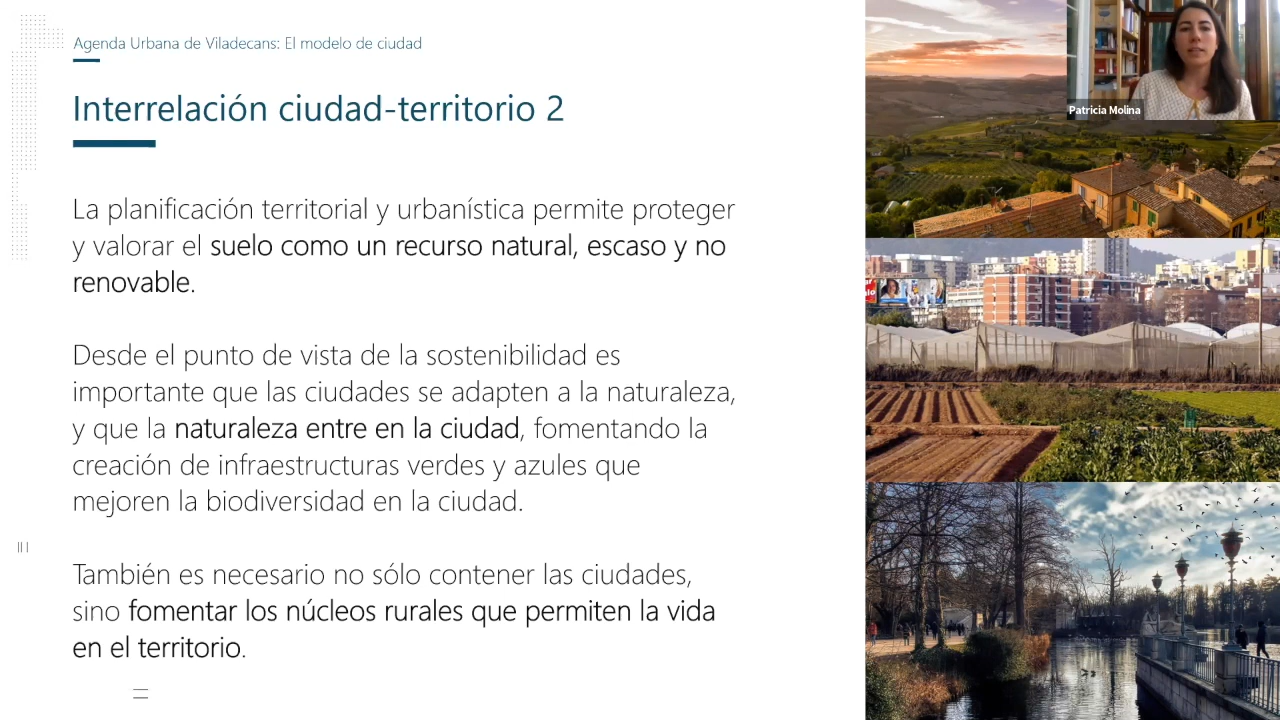 Agenda Urbana de Viladecans: El modelo de ciudad
Interrelación ciudad-territorio 2
La planificación territorial y urbanística permite proteger
y valorar el suelo como un recurso natural, escaso y no
renovable.
Desde el punto de vista de la sostenibilidad es
importante que las ciudades se adapten a la naturaleza,
y que la naturaleza entre en la ciudad, fomentando la
creación de infraestructuras verdes y azules que
mejoren la biodiversidad en la ciudad.
También es necesario no sólo contener las ciudades,
sino fomentar los núcleos rurales que permiten la vida
en el territorio.
Patricia Molina